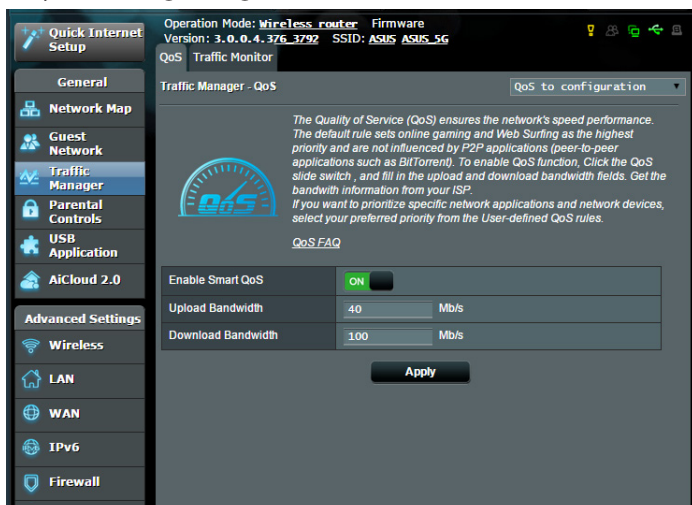 Quick Internet
Setup
Operation Mode: Wireless router Firmware
Version: 3.0.0.4.376_3792 SSID: ASUS ASUS_5G
QoS Traffic Monitor
General
Network Map
Guest
Network
Traffic
Manager
Parental
Controls
USB
Application
AiCloud 2.0
Advanced Settings
Wireless
LAN
WAN
IPv6
Firewall
Traffic Manager - QoS
QoS to configuration
The Quality of Service (QoS) ensures the network's speed performance.
The default rule sets online gaming and Web Surfing as the highest
priority and are not influenced by P2P applications (peer-to-peer
applications such as BitTorrent). To enable QoS function, Click the QoS
slide switch , and fill in the upload and download bandwidth fields. Get the
bandwith information from your ISP.
If you want to prioritize specific network applications and network devices,
select your preferred priority from the User-defined QoS rules.
QoS
QoS FAQ
Enable Smart QoS ON
Upload Bandwidth 40 Mb/s
Download Bandwidth 100 Mb/s
Apply